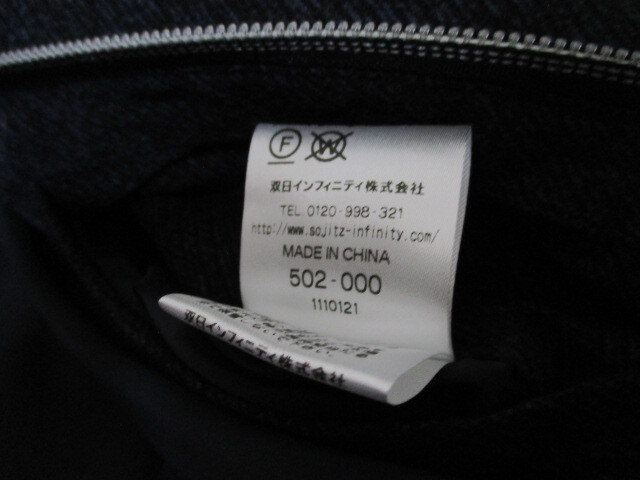 F W
双日インフィニティ株式会社
TEL.0120-998-321
http://www.sojitz-infinity.com/
MADE IN CHINA
502-000
1110121
双日インフィニティ株式会社